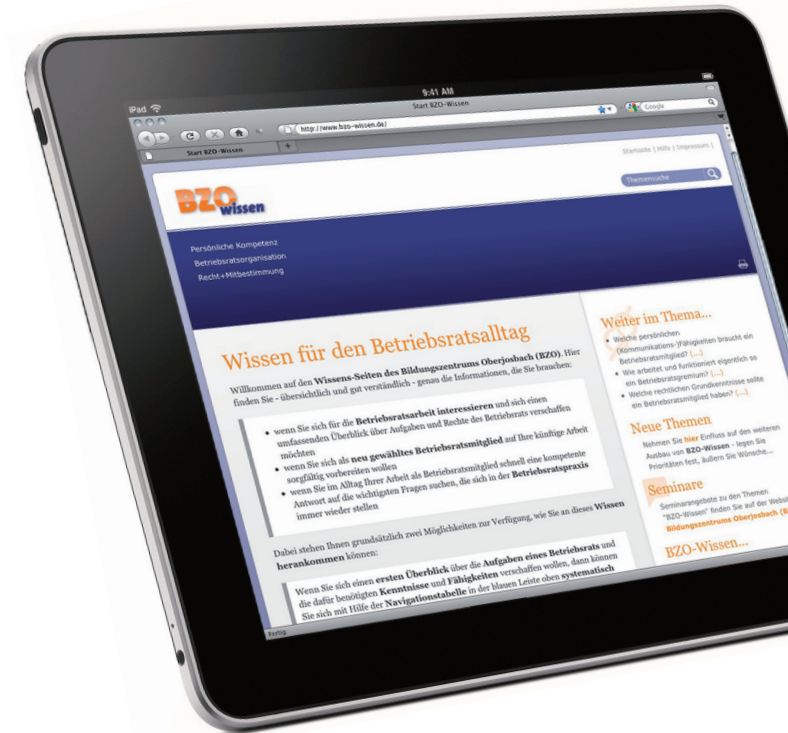 iPad
9:41 AM
Start BZO-Wissen
http://www.bzo-wissen.de/
Google
Start BZO-Wissen
Startseite | Hilfe | Impressum |
BZO
wissen
Themensuche
Persönliche Kompetenz
Betriebsratsorganisation
Recht+Mitbestimmung
Wissen für den Betriebsratsalltag
Willkommen auf den Wissens-Seiten des Bildungszentrums Oberjosbach (BZO). Hier
finden Sie - übersichtlich und gut verständlich - genau die Informationen, die Sie brauchen:
wenn Sie sich für die Betriebsratsarbeit interessieren und sich einen
umfassenden Überblick über Aufgaben und Rechte des Betriebsrats verschaffen
möchten
wenn Sie sich als neu gewähltes Betriebsratsmitglied auf Ihre künftige Arbeit
sorgfältig vorbereiten wollen
wenn Sie im Alltag Ihrer Arbeit als Betriebsratsmitglied schnell eine kompetente
Antwort auf die wichtigsten Fragen suchen, die sich in der Betriebsratspraxis
immer wieder stellen
Dabei stehen Ihnen grundsätzlich zwei Möglichkeiten zur Verfügung, wie Sie an dieses Wissen
herankommen können:
Wenn Sie sich einen ersten Überblick über die Aufgaben eines Betriebsrats und
die dafür benötigten Kenntnisse und Fähigkeiten verschaffen wollen, dann können
Sie sich mit Hilfe der Navigationstabelle in der blauen Leiste oben systematisch
Weiter im Thema...
Welche persönlichen
(Kommunikations-)Fähigkeiten braucht ein
Betriebsratsmitglied? (...)
Wie arbeitet und funktioniert eigentlich so
ein Betriebsratsgremium? (...)
Welche rechtlichen Grundkenntnisse sollte
ein Betriebsratsmitglied haben? (...)
Neue Themen
Nehmen Sie hier Einfluss auf den weiteren
Ausbau von BZO-Wissen - legen Sie
Prioritäten fest, äußern Sie Wünsche...
Seminare
Seminarangebote zu den Themen
"BZO-Wissen" finden Sie auf der Webs
Bildungszentrums Oberjosbach (B
BZO-Wissen...
Fertig